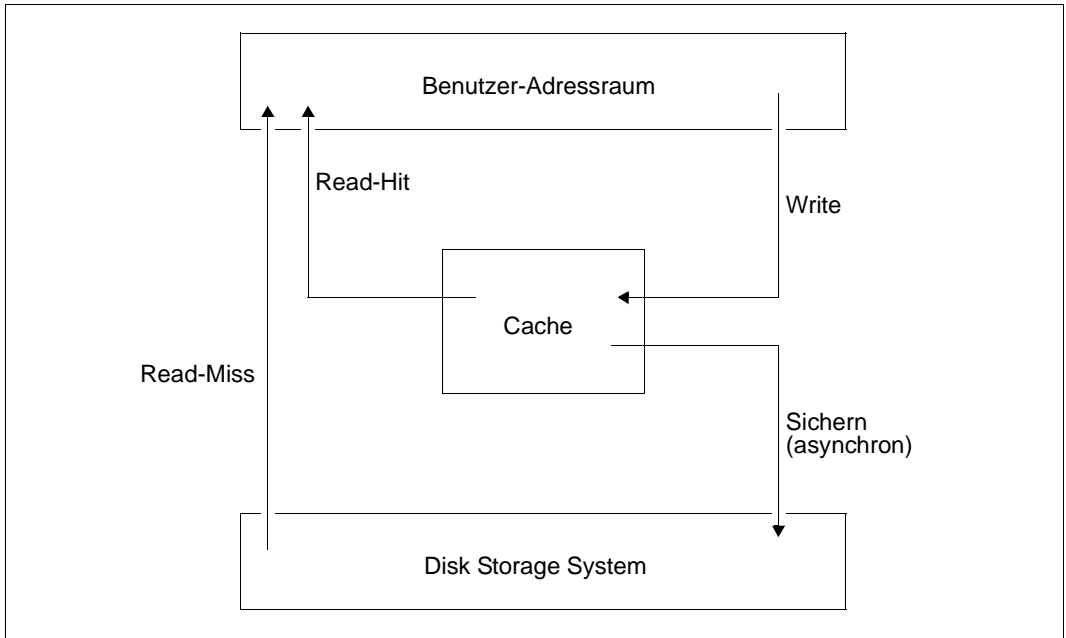 Benutzer-Adressraum
Read-Hit
Write
Cache
Read-Miss
Sichern
(asynchron)
Disk Storage System